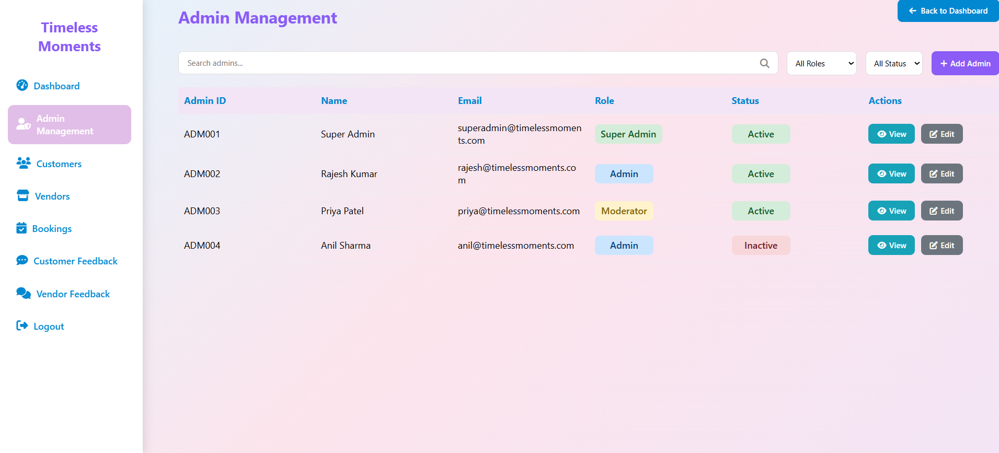 Timeless
Moments
Dashboard
Admin
Management
Customers
Vendors
Bookings
Customer Feedback
Vendor Feedback
Logout
Admin Management
Back to Dashboard
Search admins...
All Roles
All Status
+ Add Admin
Admin ID Name Email Role Status Actions
ADM001 Super Admin superadmin@timelessmomen
ts.com Super Admin Active View Edit
ADM002 Rajesh Kumar rajesh@timelessmoments.co
m Admin Active View Edit
ADM003 Priya Patel priya@timelessmoments.com Moderator Active View Edit
ADM004 Anil Sharma anil@timelessmoments.com Admin Inactive View Edit